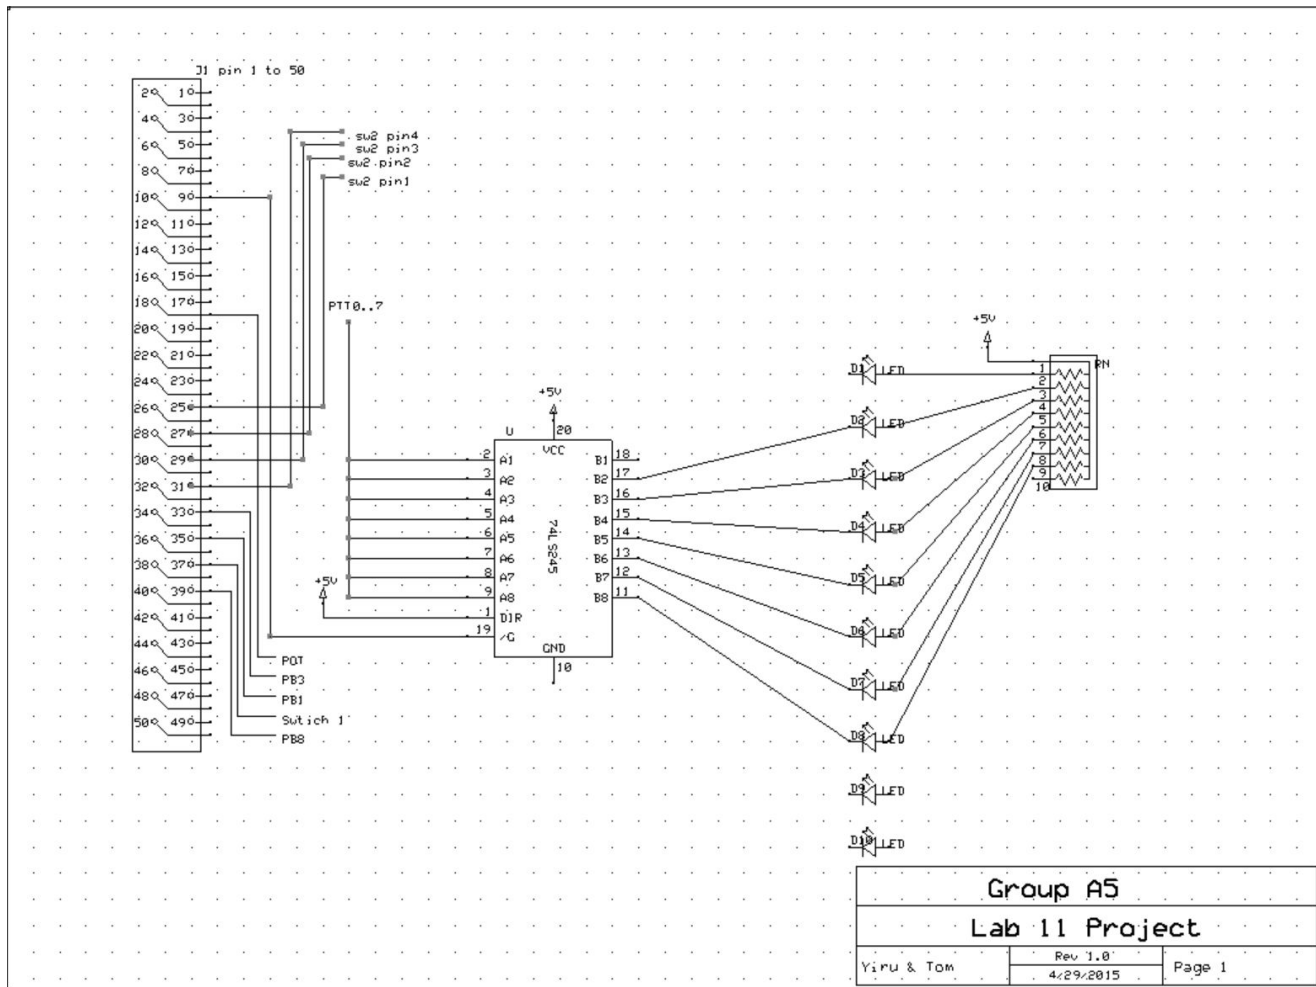 J1 pin 1 to 50
2 1
4 3
6 5
8 7
10 9
12 11
14 13
16 15
18 17
20 19
22 21
24 23
26 25
28 27
30 29
32 31
34 33
36 35
38 37
40 39
42 41
44 43
46 45
48 47
50 49
sw2 pin4
sw2 pin3
sw2 pin2
sw2 pin1
PTT0..7
+5V
POT
PB3
PB1
Swtich 1
PB8
+5V
U
20
VCC
2 A1 B1 18
3 A2 B2 17
4 A3 B3 16
5 A4 B4 15
6 A5 B5 14
7 A6 B6 13
8 A7 B7 12
9 A8 B8 11
1 DIR
19 /G
74LS245
GND
10
D1 LED
D2 LED
D3 LED
D4 LED
D5 LED
D6 LED
D7 LED
D8 LED
D9 LED
D10 LED
+5V
RN
1
2
3
4
5
6
7
8
9
10
Group A5
Lab 11 Project
Yiru & Tom
Rev 1.0
4/29/2015
Page 1